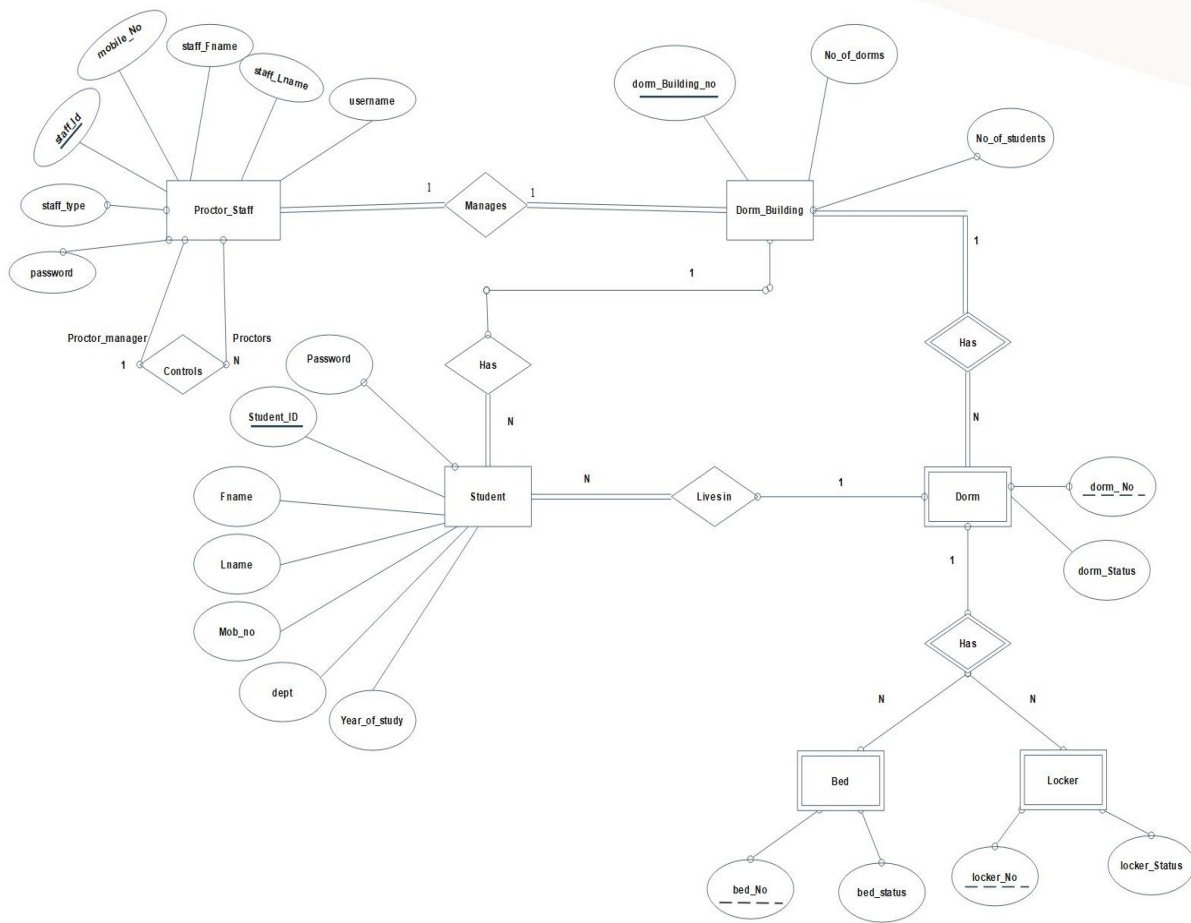 mobile_No
staff_Fname
staff_Lname
username
staff_Id
staff_type
password
Proctor_Staff
1
Manages
1
dorm_Building_no
No_of_dorms
No_of_students
Dorm_Building
1
1
Proctor_manager
Proctors
1
Controls
N
Has
N
Has
N
Password
Student_ID
Fname
Lname
Mob_no
dept
Year_of_study
Student
N
Lives in
1
Dorm
dorm_No
dorm_Status
1
Has
N
N
Bed
Locker
bed_No
bed_status
locker_No
locker_Status